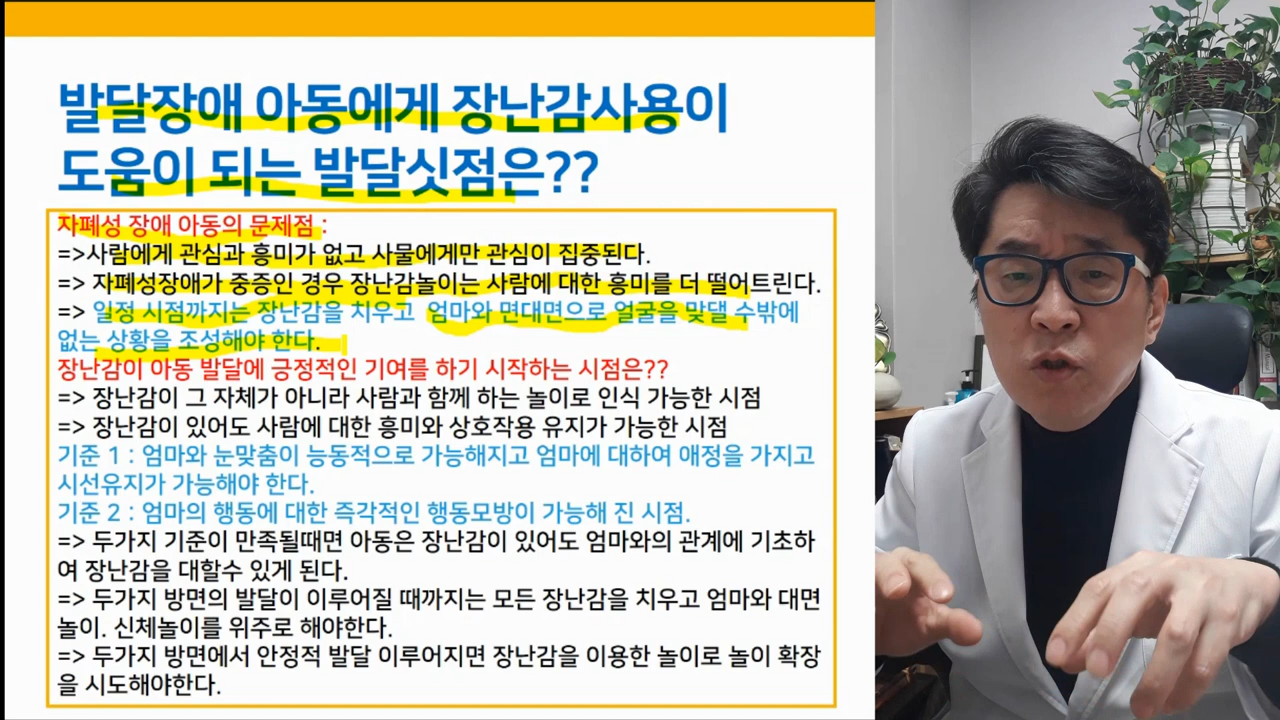 발달장애 아동에게 장난감사용이
도움이 되는 발달싯점은??
자폐성 장애 아동의 문제점 :
=>사람에게 관심과 흥미가 없고 사물에게만 관심이 집중된다.
=> 자폐성장애가 중증인 경우 장난감놀이는 사람에 대한 흥미를 더 떨어트린다.
=> 일정 시점까지는 장난감을 치우고 엄마와 면대면으로 얼굴을 맞댈 수밖에
없는 상황을 조성해야 한다.
장난감이 아동 발달에 긍정적인 기여를 하기 시작하는 시점은??
=> 장난감이 그 자체가 아니라 사람과 함께 하는 놀이로 인식 가능한 시점
=> 장난감이 있어도 사람에 대한 흥미와 상호작용 유지가 가능한 시점
기준 1 : 엄마와 눈맞춤이 능동적으로 가능해지고 엄마에 대하여 애정을 가지고
시선유지가 가능해야 한다.
기준 2 : 엄마의 행동에 대한 즉각적인 행동모방이 가능해 진 시점.
=> 두가지 기준이 만족될때면 아동은 장난감이 있어도 엄마와의 관계에 기초하
여 장난감을 대할수 있게 된다.
=> 두가지 방면의 발달이 이루어질 때까지는 모든 장난감을 치우고 엄마와 대면
놀이. 신체놀이를 위주로 해야한다.
=> 두가지 방면에서 안정적 발달 이루어지면 장난감을 이용한 놀이로 놀이 확장
을 시도해야한다.